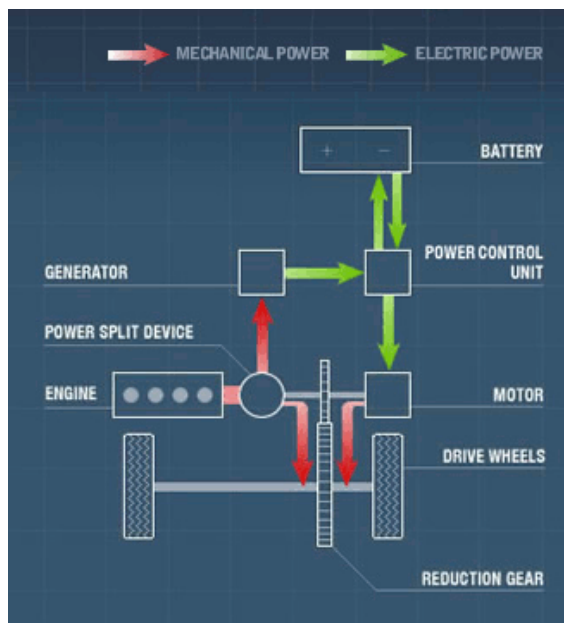 MECHANICAL POWER
ELECTRIC POWER
+ −
BATTERY
POWER CONTROL
UNIT
GENERATOR
POWER SPLIT DEVICE
ENGINE
MOTOR
DRIVE WHEELS
REDUCTION GEAR